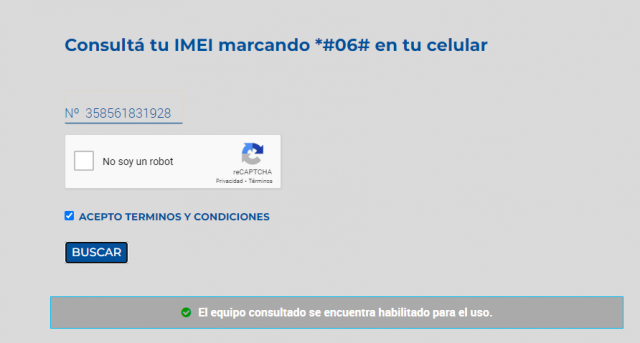 Consultá tu IMEI marcando *#06# en tu celular
Nº 358561831928
No soy un robot
reCAPTCHA
Privacidad - Términos
ACEPTO TERMINOS Y CONDICIONES
BUSCAR
El equipo consultado se encuentra habilitado para el uso.